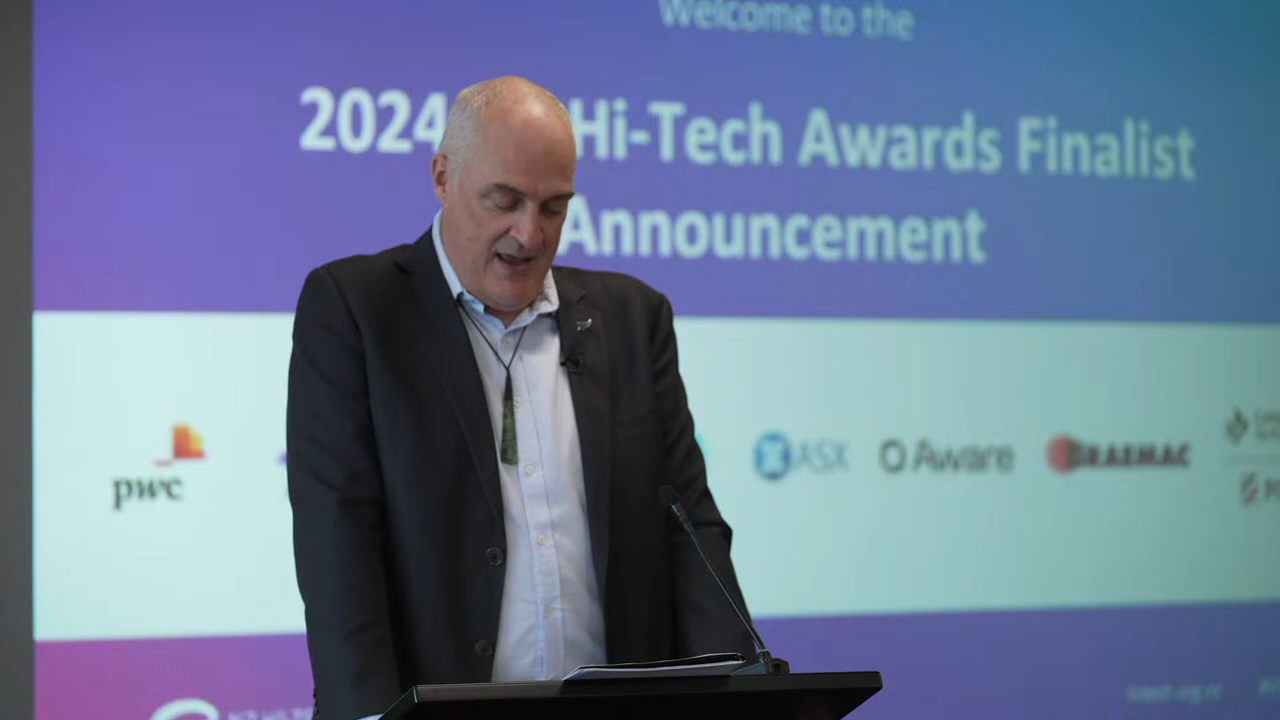 Welcome to the
2024 Hi-Tech Awards Finalist
Announcement
pwc
ASX
Aware
BRAEMAC